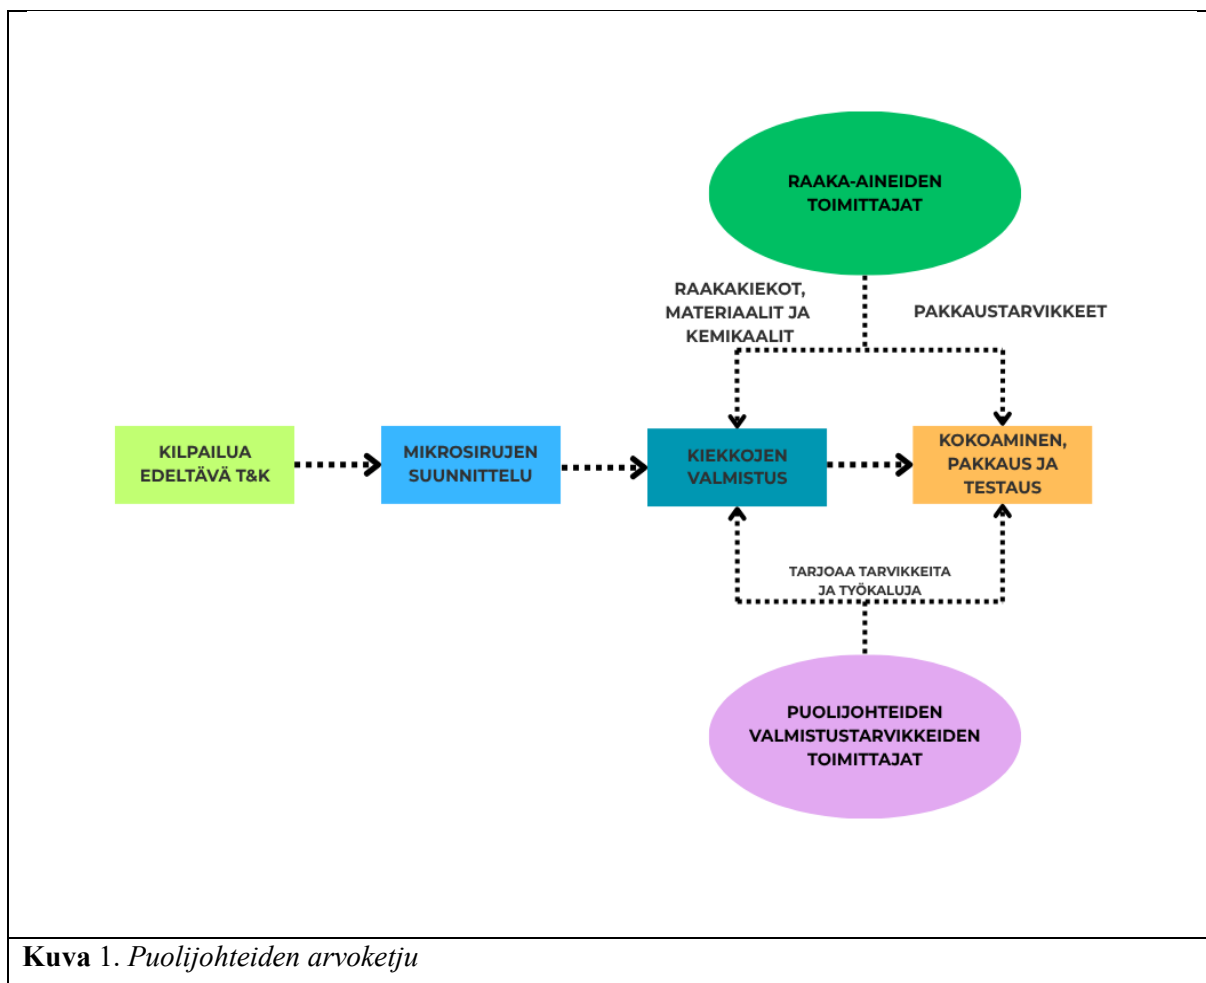 RAAKA-AINEIDEN
TOIMITTAJAT
RAAKAKIEKOT,
MATERIAALIT JA
KEMIKAALIT
PAKKAUSTARVIKKEET
KILPAILUA
EDELTÄVÄ T&K
MIKROSIRUJEN
SUUNNITTELU
KIEKKOJEN
VALMISTUS
KOKOAMINEN,
PAKKAUS JA
TESTAUS
TARJOAA TARVIKKEITA
JA TYÖKALUJA
PUOLIJOHTEIDEN
VALMISTUSTARVIKKEIDEN
TOIMITTAJAT
Kuva 1. Puolijohteiden arvoketju